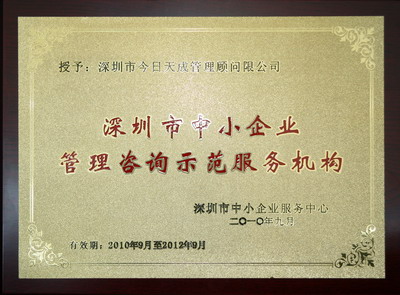 授予：深圳市今日天成管理顾问限公司
深圳市中小企业
管理咨询示范服务机构
深圳市中小企业服务中心
二〇一〇年九月
有效期：2010年9月至2012年9月